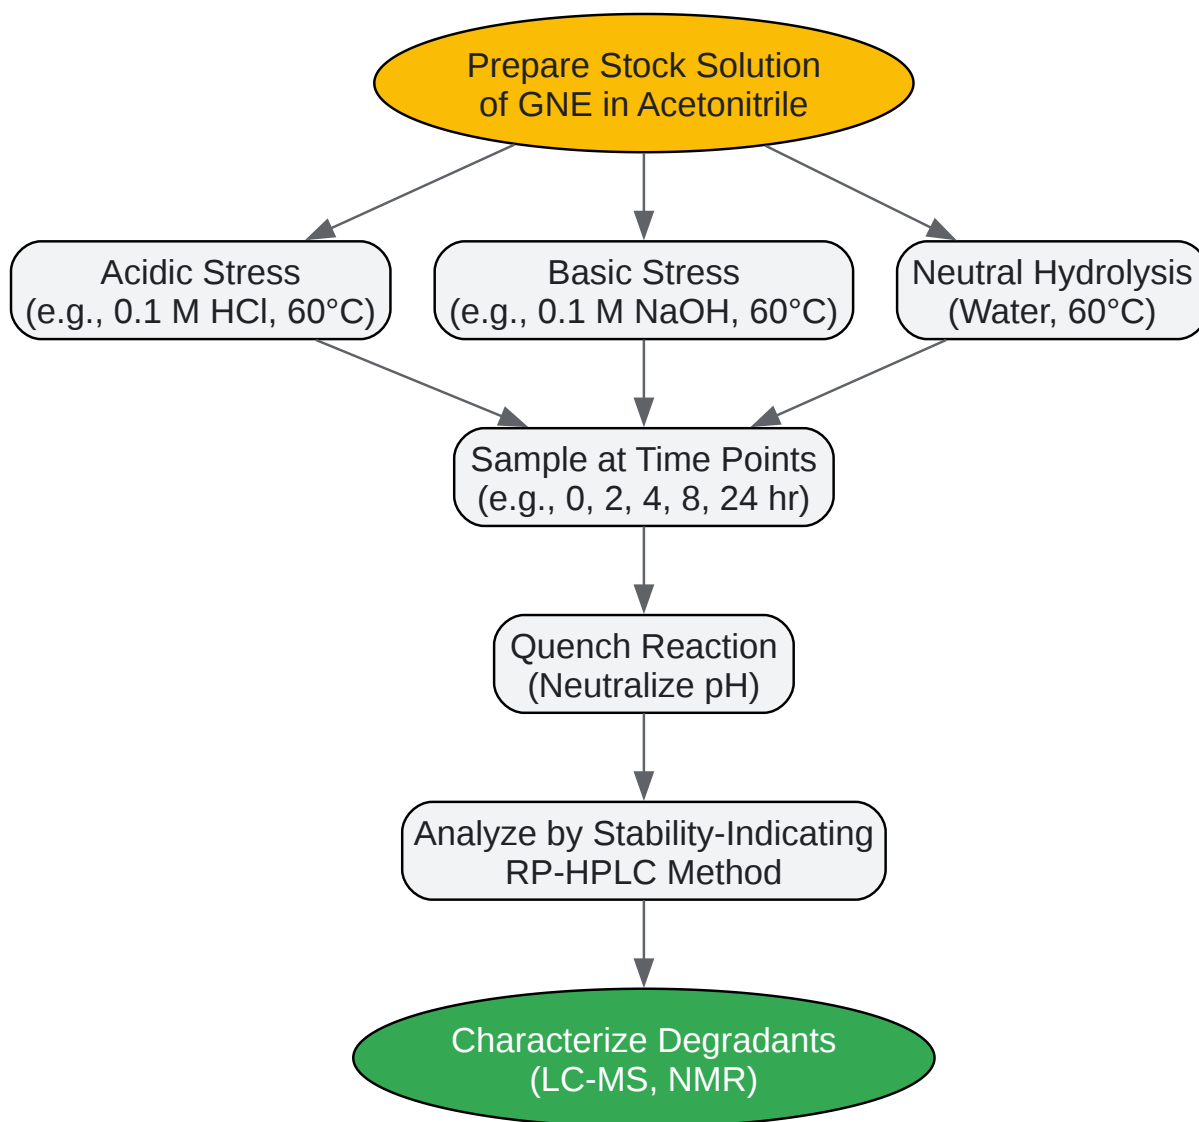 Prepare Stock Solution
of GNE in Acetonitrile
Acidic Stress
(e.g., 0.1 M HCl, 60°C)
Basic Stress
(e.g., 0.1 M NaOH, 60°C)
Neutral Hydrolysis
(Water, 60°C)
Sample at Time Points
(e.g., 0, 2, 4, 8, 24 hr)
Quench Reaction
(Neutralize pH)
Analyze by Stability-Indicating
RP-HPLC Method
Characterize Degradants
(LC-MS, NMR)